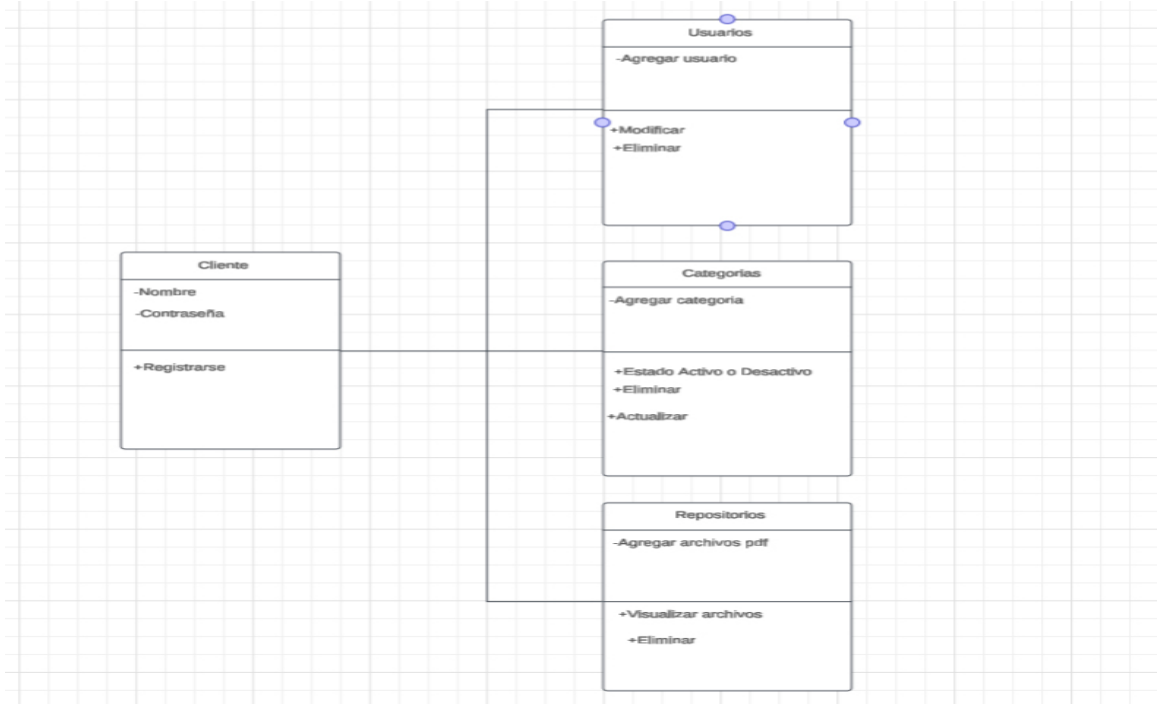 Usuarios
-Agregar usuario
+Modificar
+Eliminar
Cliente
-Nombre
-Contraseña
+Registrarse
Categorías
-Agregar categoria
+Estado Activo o Desactivo
+Eliminar
+Actualizar
Repositorios
-Agregar archivos pdf
+Visualizar archivos
+Eliminar